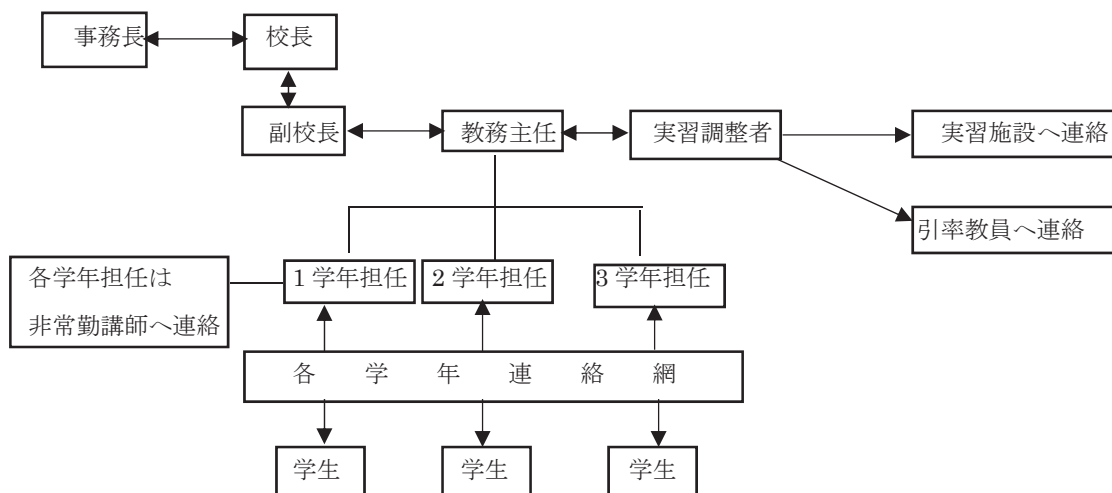 事務長
校長
副校長
教務主任
実習調整者
実習施設へ連絡
引率教員へ連絡
各学年担任は
非常勤講師へ連絡
1 学年担任
2 学年担任
3 学年担任
各 学 年 連 絡 網
学生
学生
学生